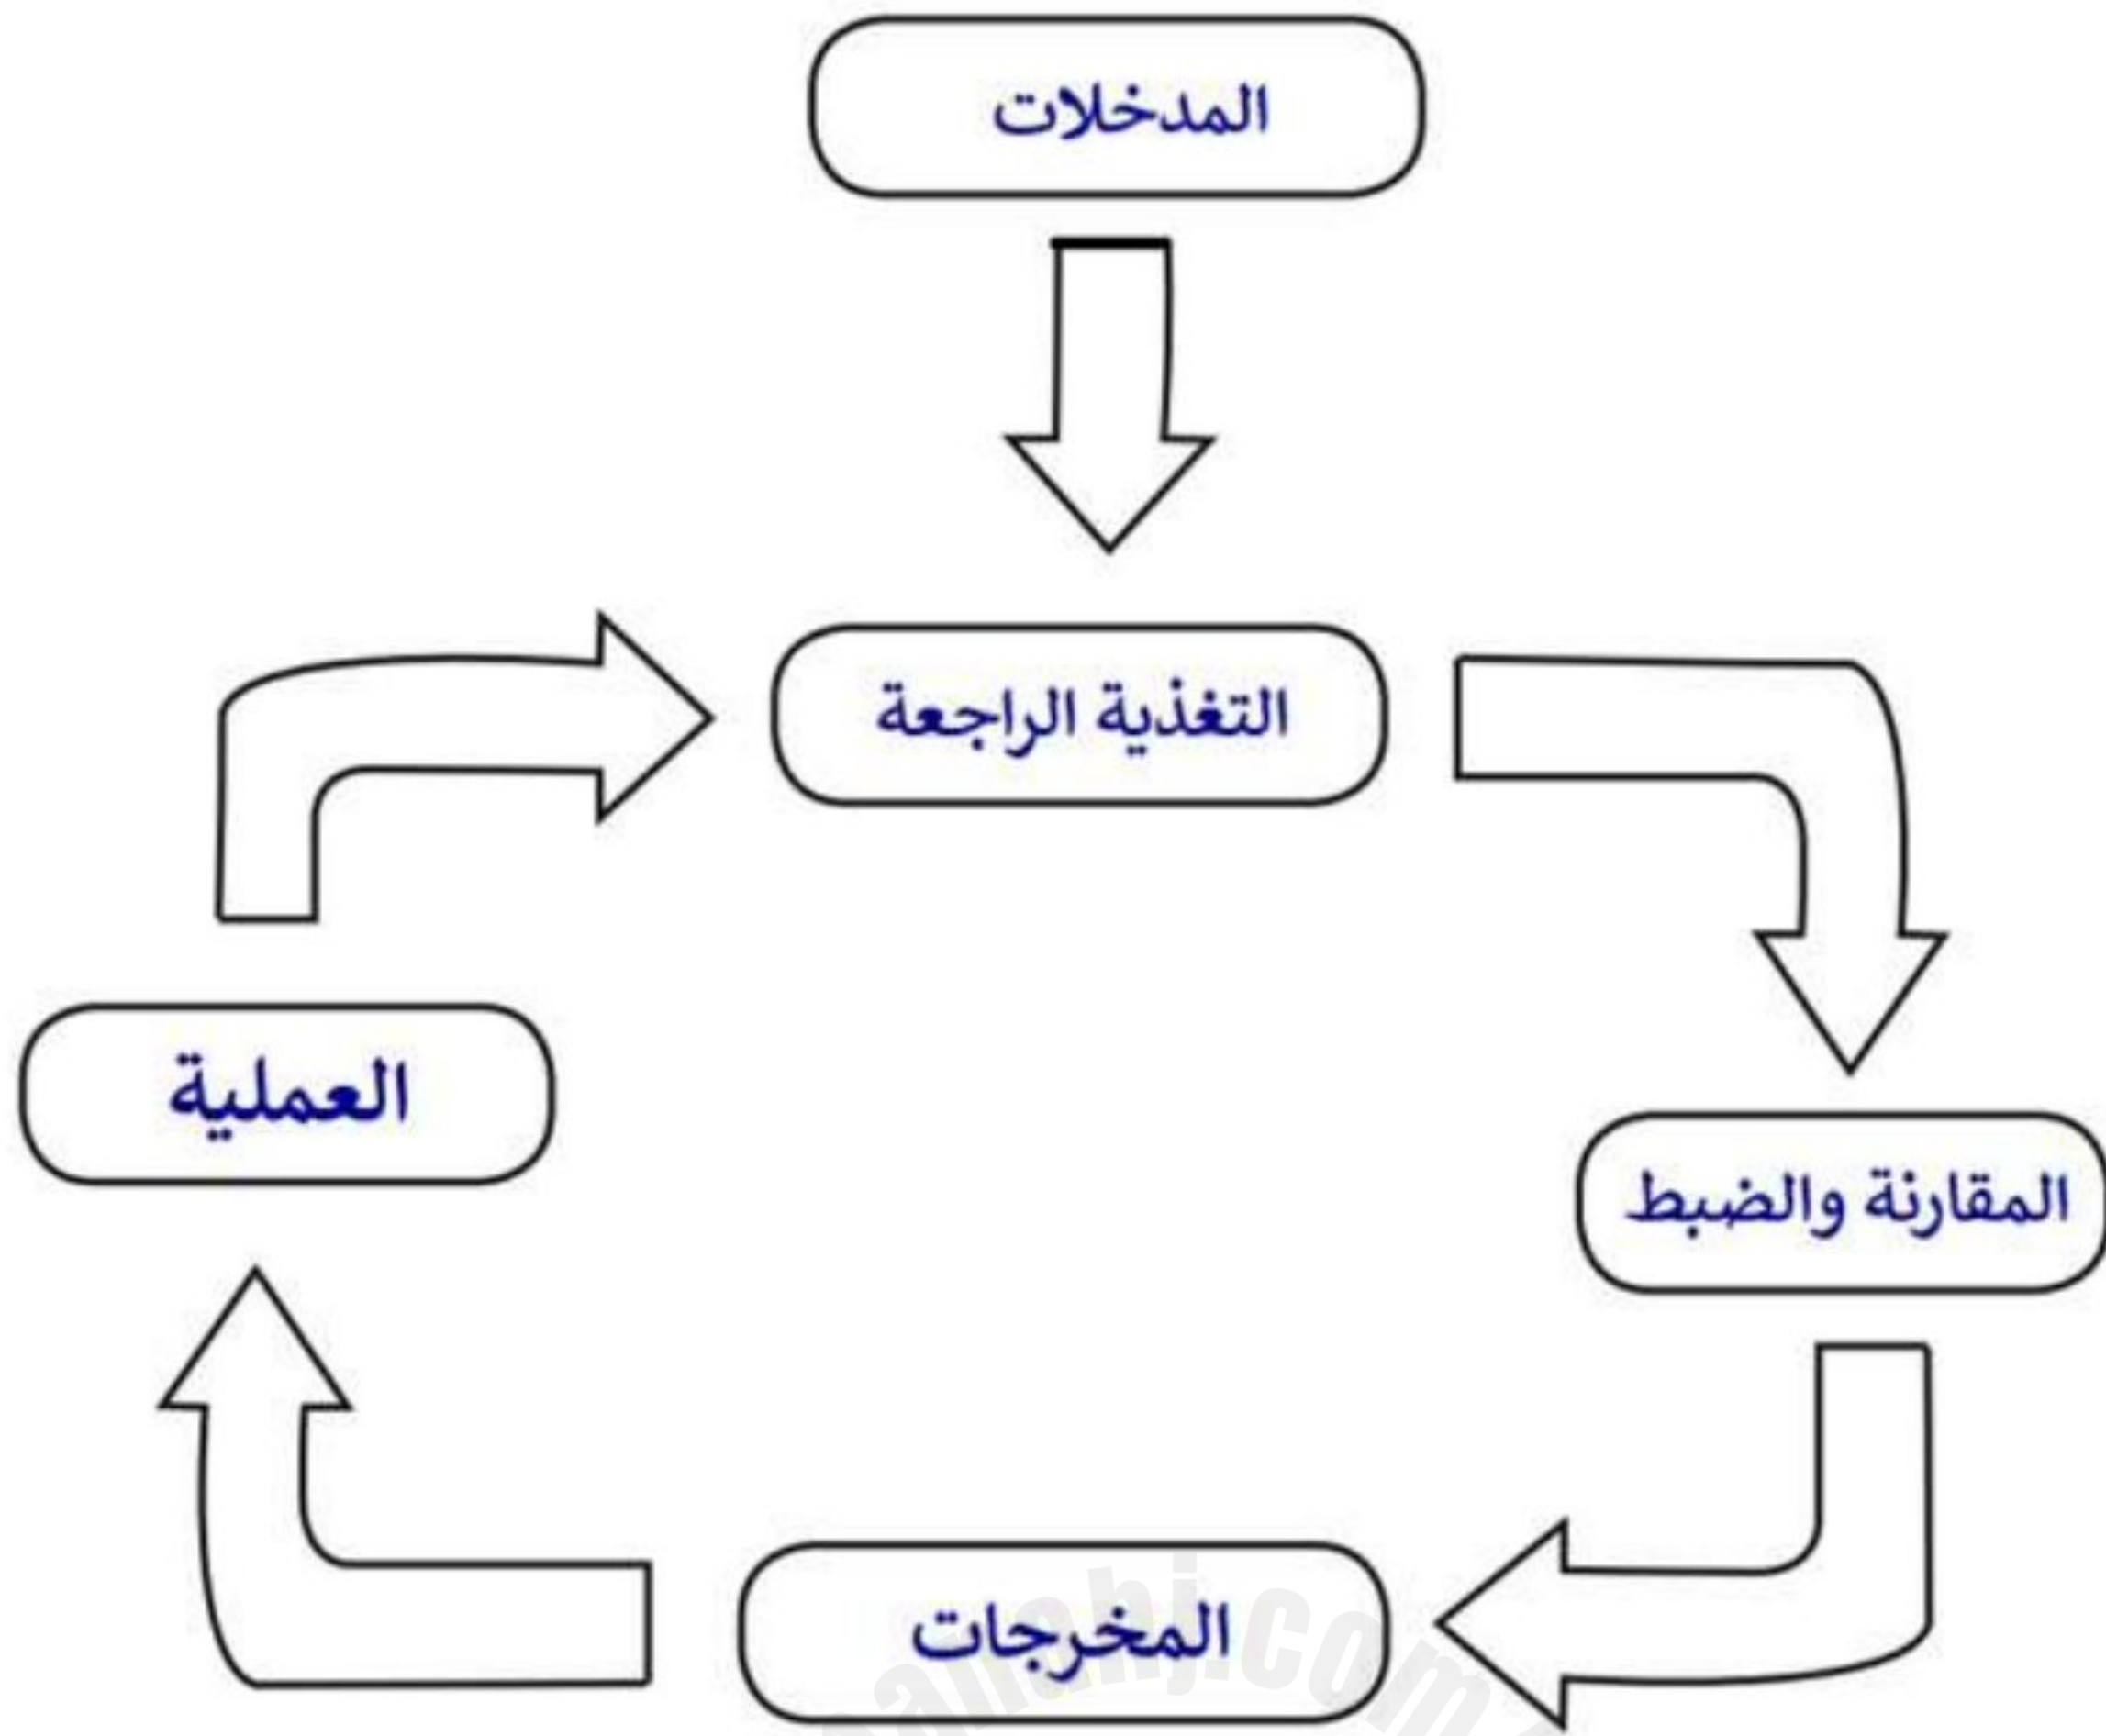 المدخلات
التغذية الراجعة
العملية
المقارنة والضبط
المخرجات